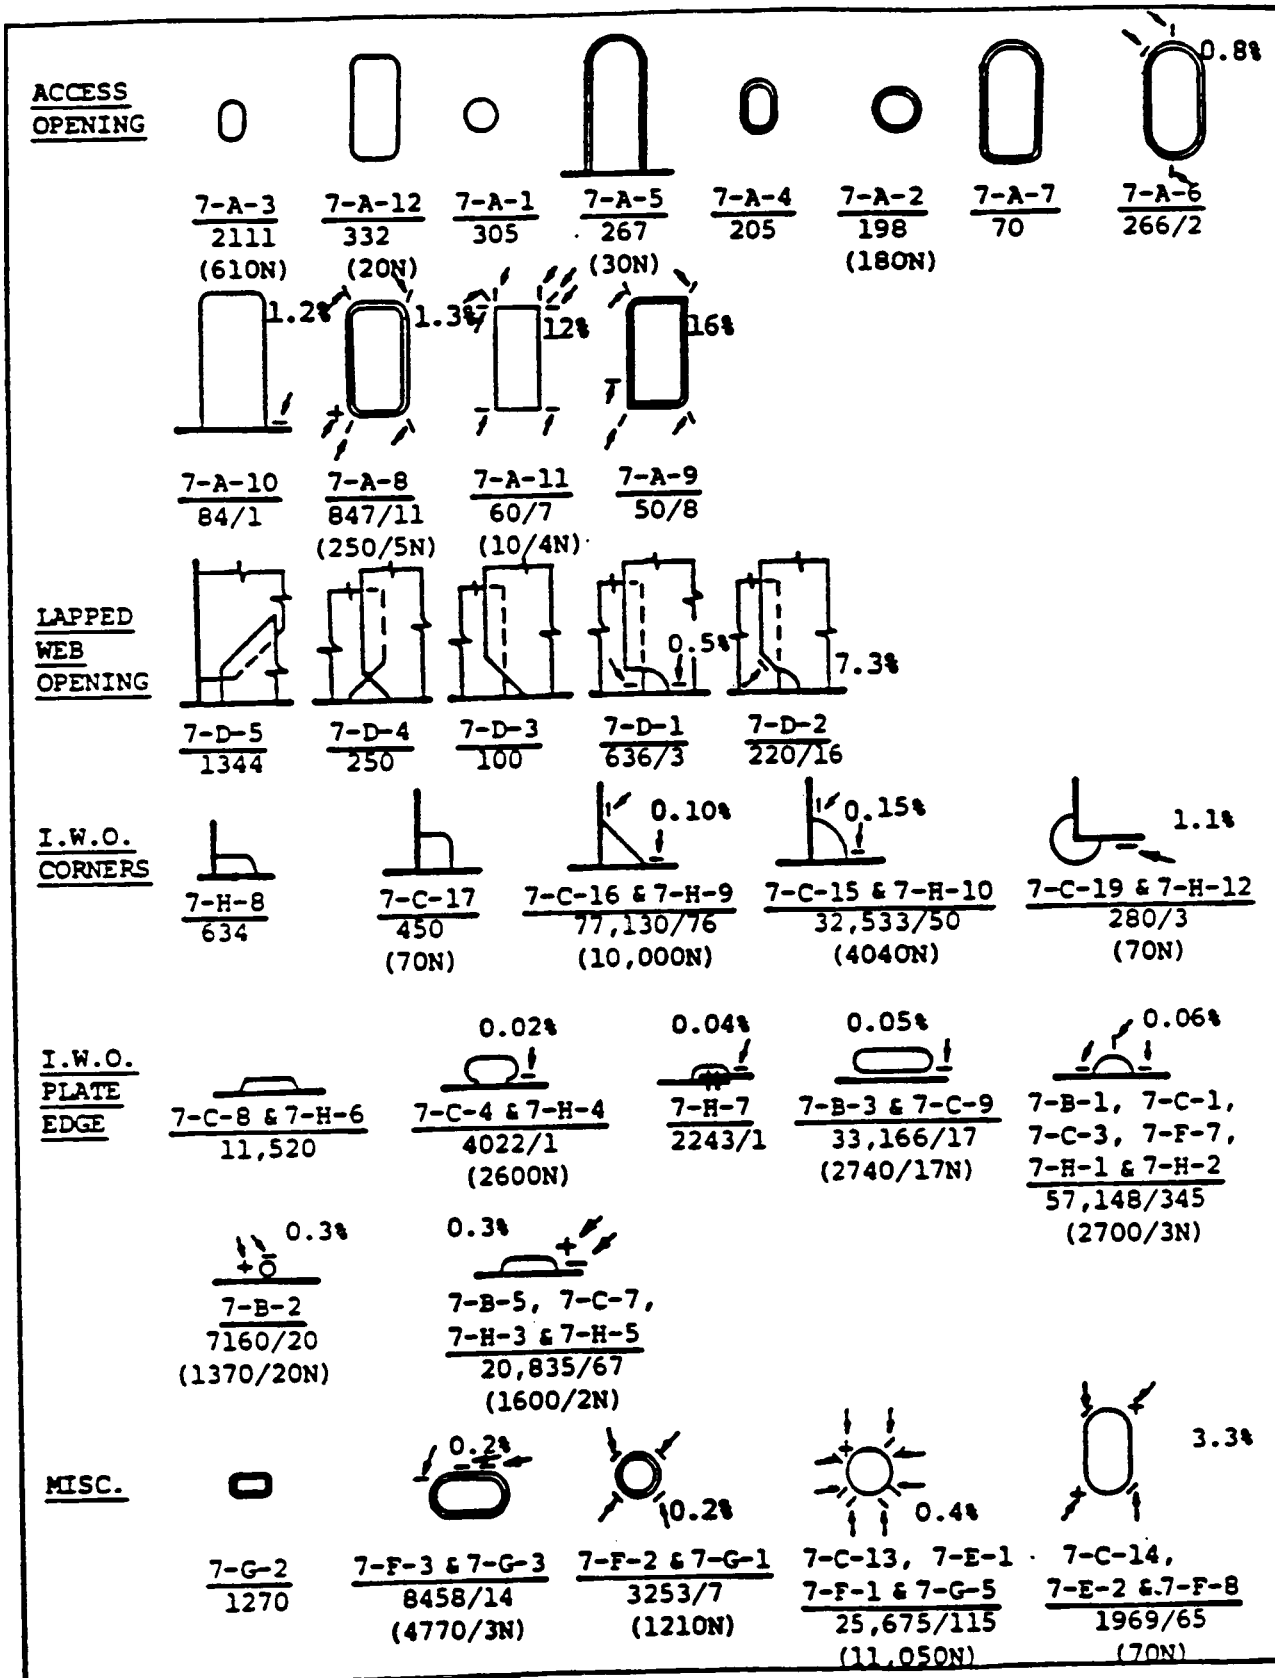 ACCESS
OPENING
0.8%
7-A-3 7-A-12 7-A-1 7-A-5 7-A-4 7-A-2 7-A-7 7-A-6
2111 332 305 267 205 198 70 266/2
(610N) (20N) (30N) (180N)
1.2% 1.3% 12% 16%
7-A-10 7-A-8 7-A-11 7-A-9
84/1 847/11 60/7 50/8
(250/5N) (10/4N)
LAPPED
WEB
OPENING
0.5% 7.3%
7-D-5 7-D-4 7-D-3 7-D-1 7-D-2
1344 250 100 636/3 220/16
I.W.O.
CORNERS
0.10% 0.15% 1.1%
7-H-8 7-C-17 7-C-16 & 7-H-9 7-C-15 & 7-H-10 7-C-19 & 7-H-12
634 450 77,130/76 32,533/50 280/3
(70N) (10,000N) (4040N) (70N)
I.W.O.
PLATE
EDGE
0.02% 0.04% 0.05% 0.06%
7-C-8 & 7-H-6 7-C-4 & 7-H-4 7-H-7 7-B-3 & 7-C-9 7-B-1, 7-C-1,
7-C-3, 7-F-7,
7-H-1 & 7-H-2
11,520 4022/1 2243/1 33,166/17 57,148/345
(2600N) (2740/17N) (2700/3N)
0.3% 0.3%
7-B-2 7-B-5, 7-C-7,
7-H-3 & 7-H-5
7160/20 20,835/67
(1370/20N) (1600/2N)
MISC.
0.2% 0.2% 0.4% 3.3%
7-G-2 7-F-3 & 7-G-3 7-F-2 & 7-G-1 7-C-13, 7-E-1 7-C-14,
7-F-1 & 7-G-5 7-E-2 & 7-F-8
1270 8458/14 3253/7 25,675/115 1969/65
(4770/3N) (1210N) (11,050N) (70N)